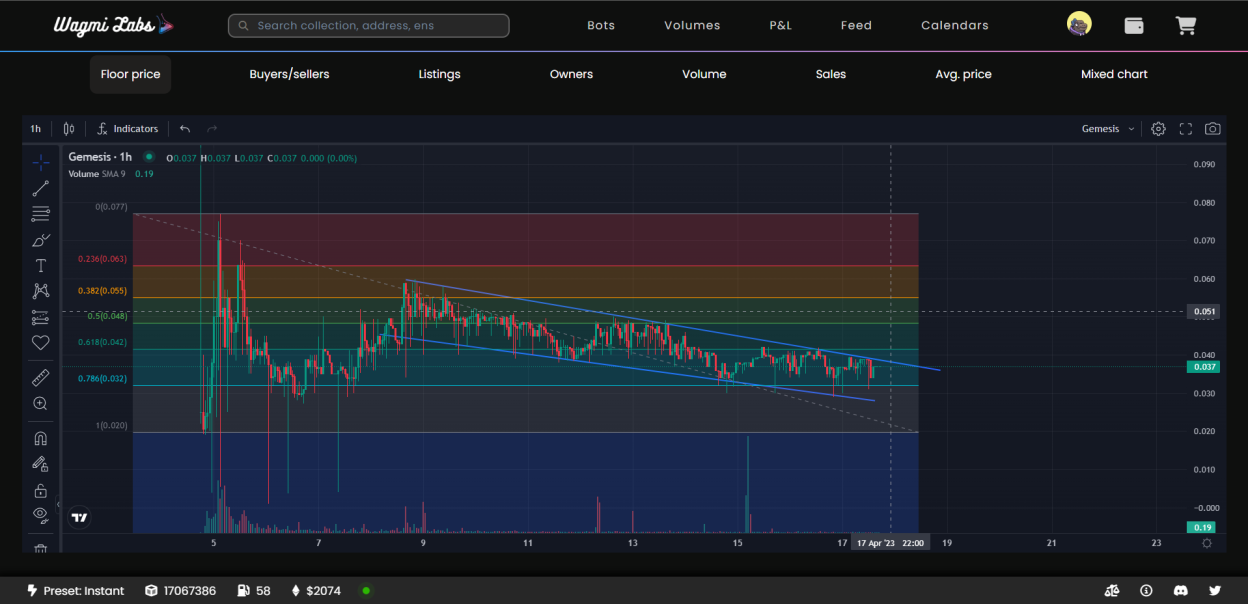 Wagmi Labs
Search collection, address, ens
Bots Volumes P&L Feed Calendars
Floor price Buyers/sellers Listings Owners Volume Sales Avg. price Mixed chart
1h Indicators Gemesis
Gemesis · 1h O0.037 H0.037 L0.037 C0.037 0.000 (0.00%)
Volume SMA 9 0.19
0.090
0.080
0(0.077)
0.070
0.236(0.063)
0.060
0.382(0.055)
0.051
0.5(0.048)
0.618(0.042)
0.040
0.037
0.786(0.032)
0.030
1(0.020)
0.020
0.010
−0.000
0.19
5 7 9 11 13 15 17 17 Apr '23 22:00 19 21 23
Preset: Instant 17067386 58 $2074